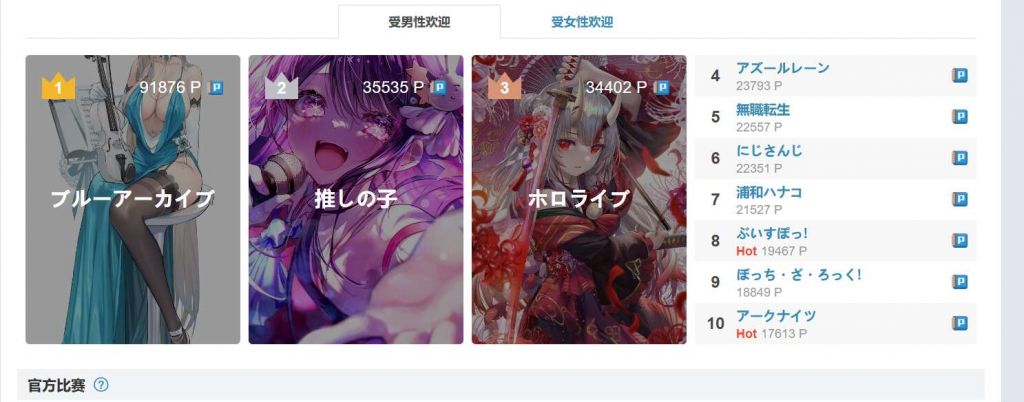 受男性欢迎
受女性欢迎
1
91876 P
ブルーアーカイブ
2
35535 P
推しの子
3
34402 P
ホロライブ
4
アズールレーン
23793 P
5
無職転生
22557 P
6
にじさんじ
22351 P
7
浦和ハナコ
21527 P
8
ぶいすぽっ!
Hot 19467 P
9
ぼっち・ざ・ろっく!
18849 P
10
アークナイツ
Hot 17613 P
官方比赛 ?